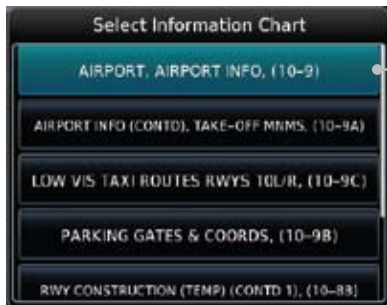 Select Information Chart
AIRPORT, AIRPORT INFO, (10-9)
AIRPORT INFO (CONTD), TAKE-OFF MNMS, (10-9A)
LOW VIS TAXI ROUTES RWYS 10L/R, (10-9C)
PARKING GATES & COORDS, (10-9B)
RWY CONSTRUCTION (TEMP) (CONTD 1), (10-8B)